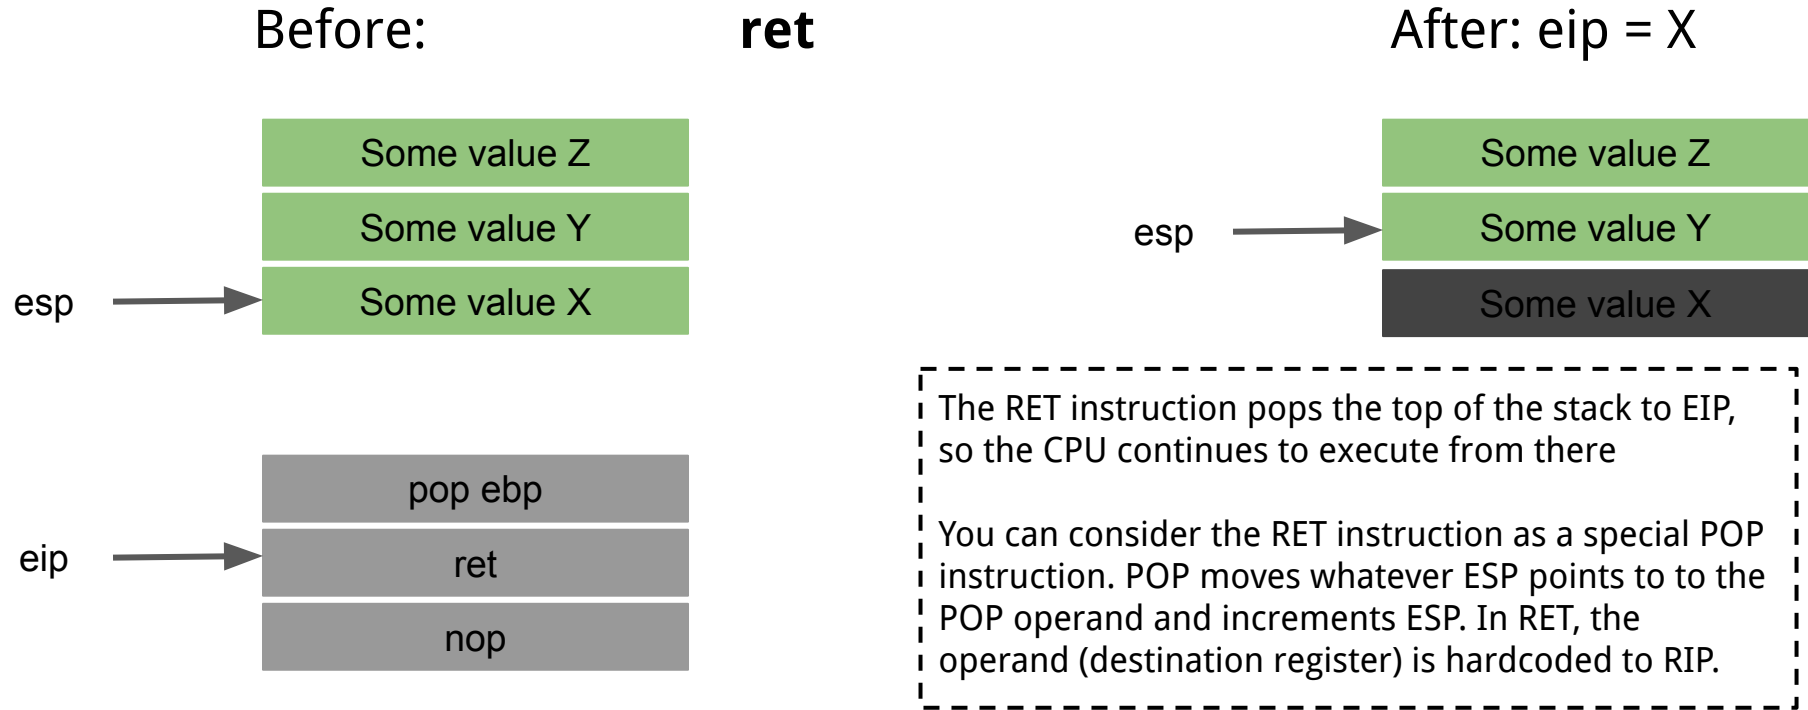 Before:
ret
After: eip = X
Some value Z
Some value Y
esp
Some value X
Some value Z
esp
Some value Y
Some value X
pop ebp
eip
ret
nop
The RET instruction pops the top of the stack to EIP,
so the CPU continues to execute from there
You can consider the RET instruction as a special POP
instruction. POP moves whatever ESP points to to the
POP operand and increments ESP. In RET, the
operand (destination register) is hardcoded to RIP.